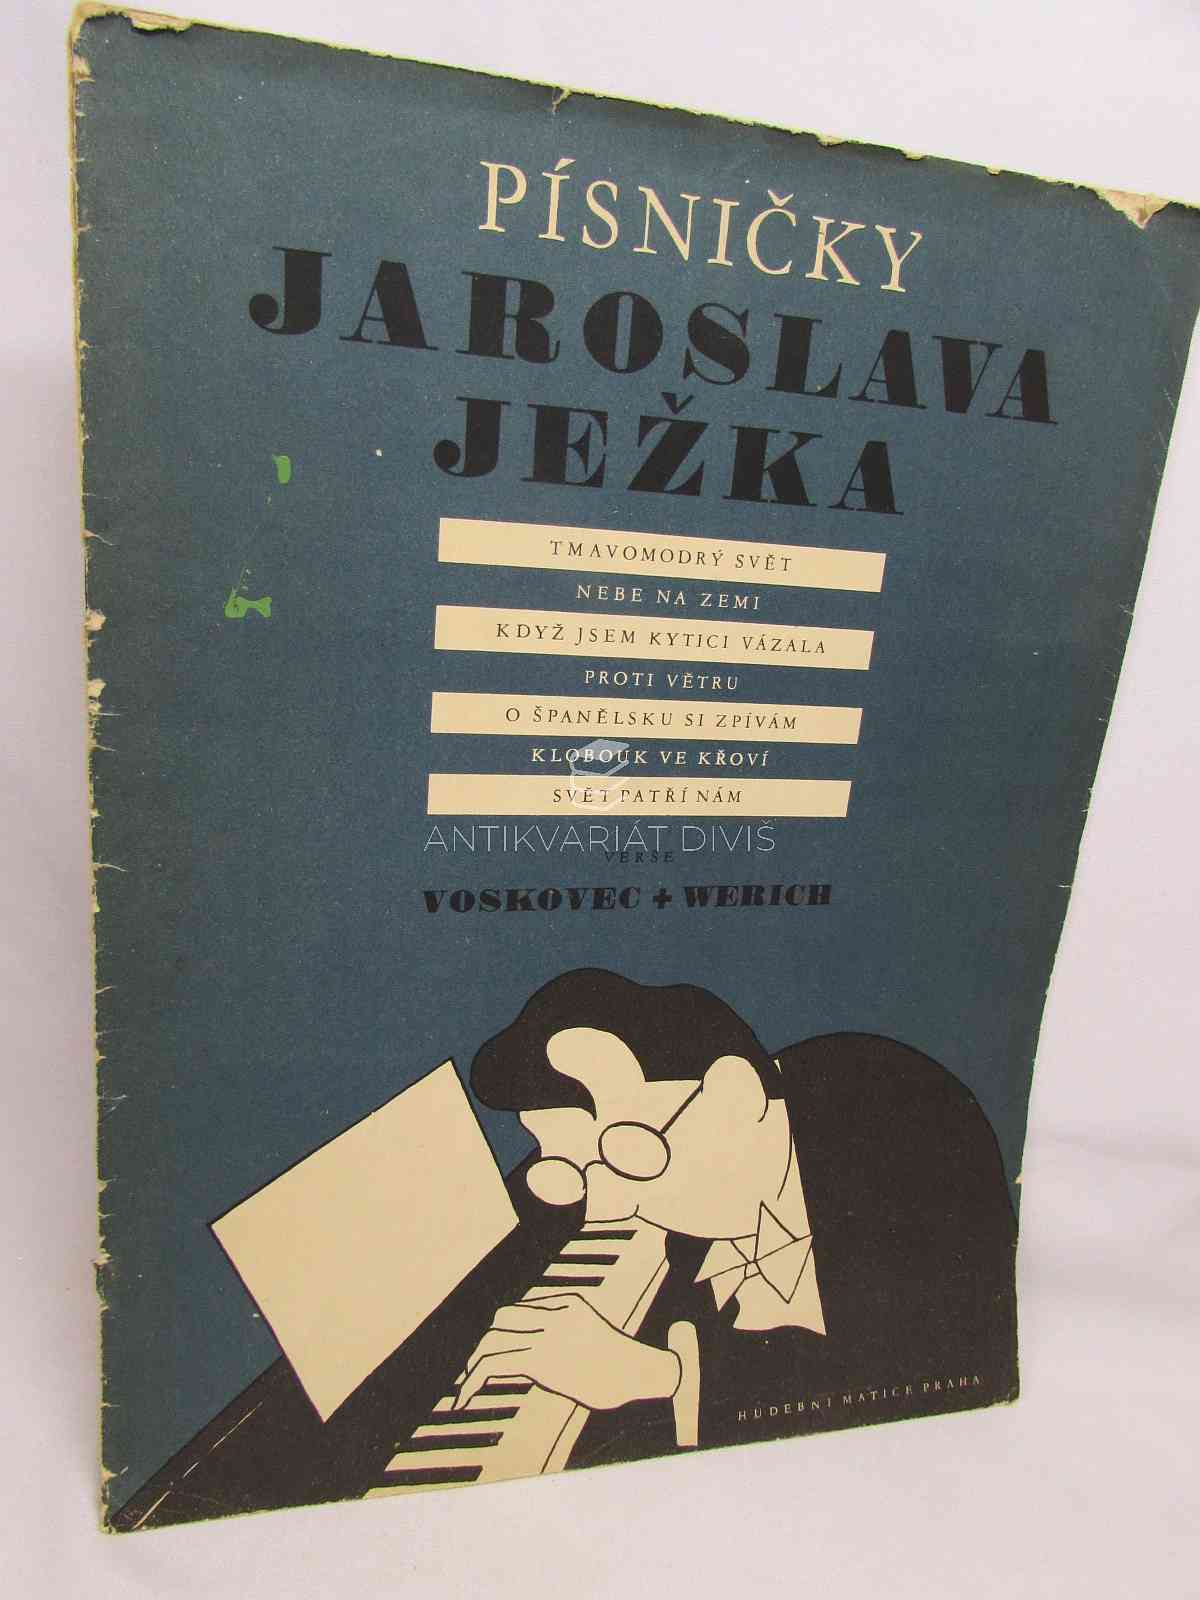 PÍSNIČKY
JAROSLAVA
JEŽKA
TMAVOMODRÝ SVĚT
NEBE NA ZEMI
KDYŽ JSEM KYTICI VÁZALA
PROTI VĚTRU
O ŠPANĚLSKU SI ZPÍVÁM
KLOBOUK VE KŘOVÍ
SVĚT PATŘÍ NÁM
ANTIKVARIÁT DIVIŠ
VERŠE
VOSKOVEC + WERICH
HUDEBNÍ MATICE PRAHA